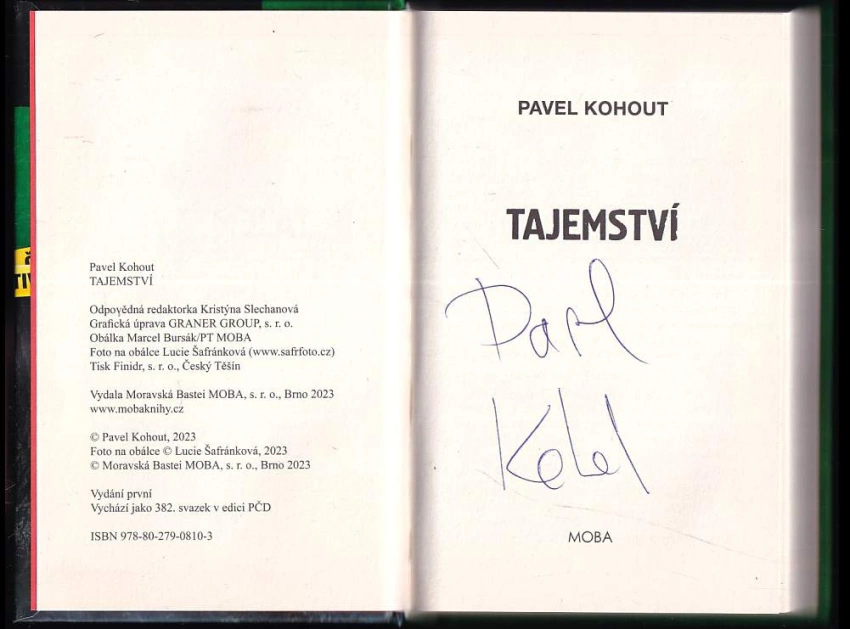 Pavel Kohout
TAJEMSTVÍ
Odpovědná redaktorka Kristýna Slechanová
Grafická úprava GRANER GROUP, s. r. o.
Obálka Marcel Bursák/PT MOBA
Foto na obálce Lucie Šafránková (www.safrfoto.cz)
Tisk Finidr, s. r. o., Český Těšín
Vydala Moravská Bastei MOBA, s. r. o., Brno 2023
www.mobaknihy.cz
© Pavel Kohout, 2023
Foto na obálce © Lucie Šafránková, 2023
© Moravská Bastei MOBA, s. r. o., Brno 2023
Vydání první
Vychází jako 382. svazek v edici PČD
ISBN 978-80-279-0810-3
PAVEL KOHOUT
TAJEMSTVÍ
Pavel
MOBA